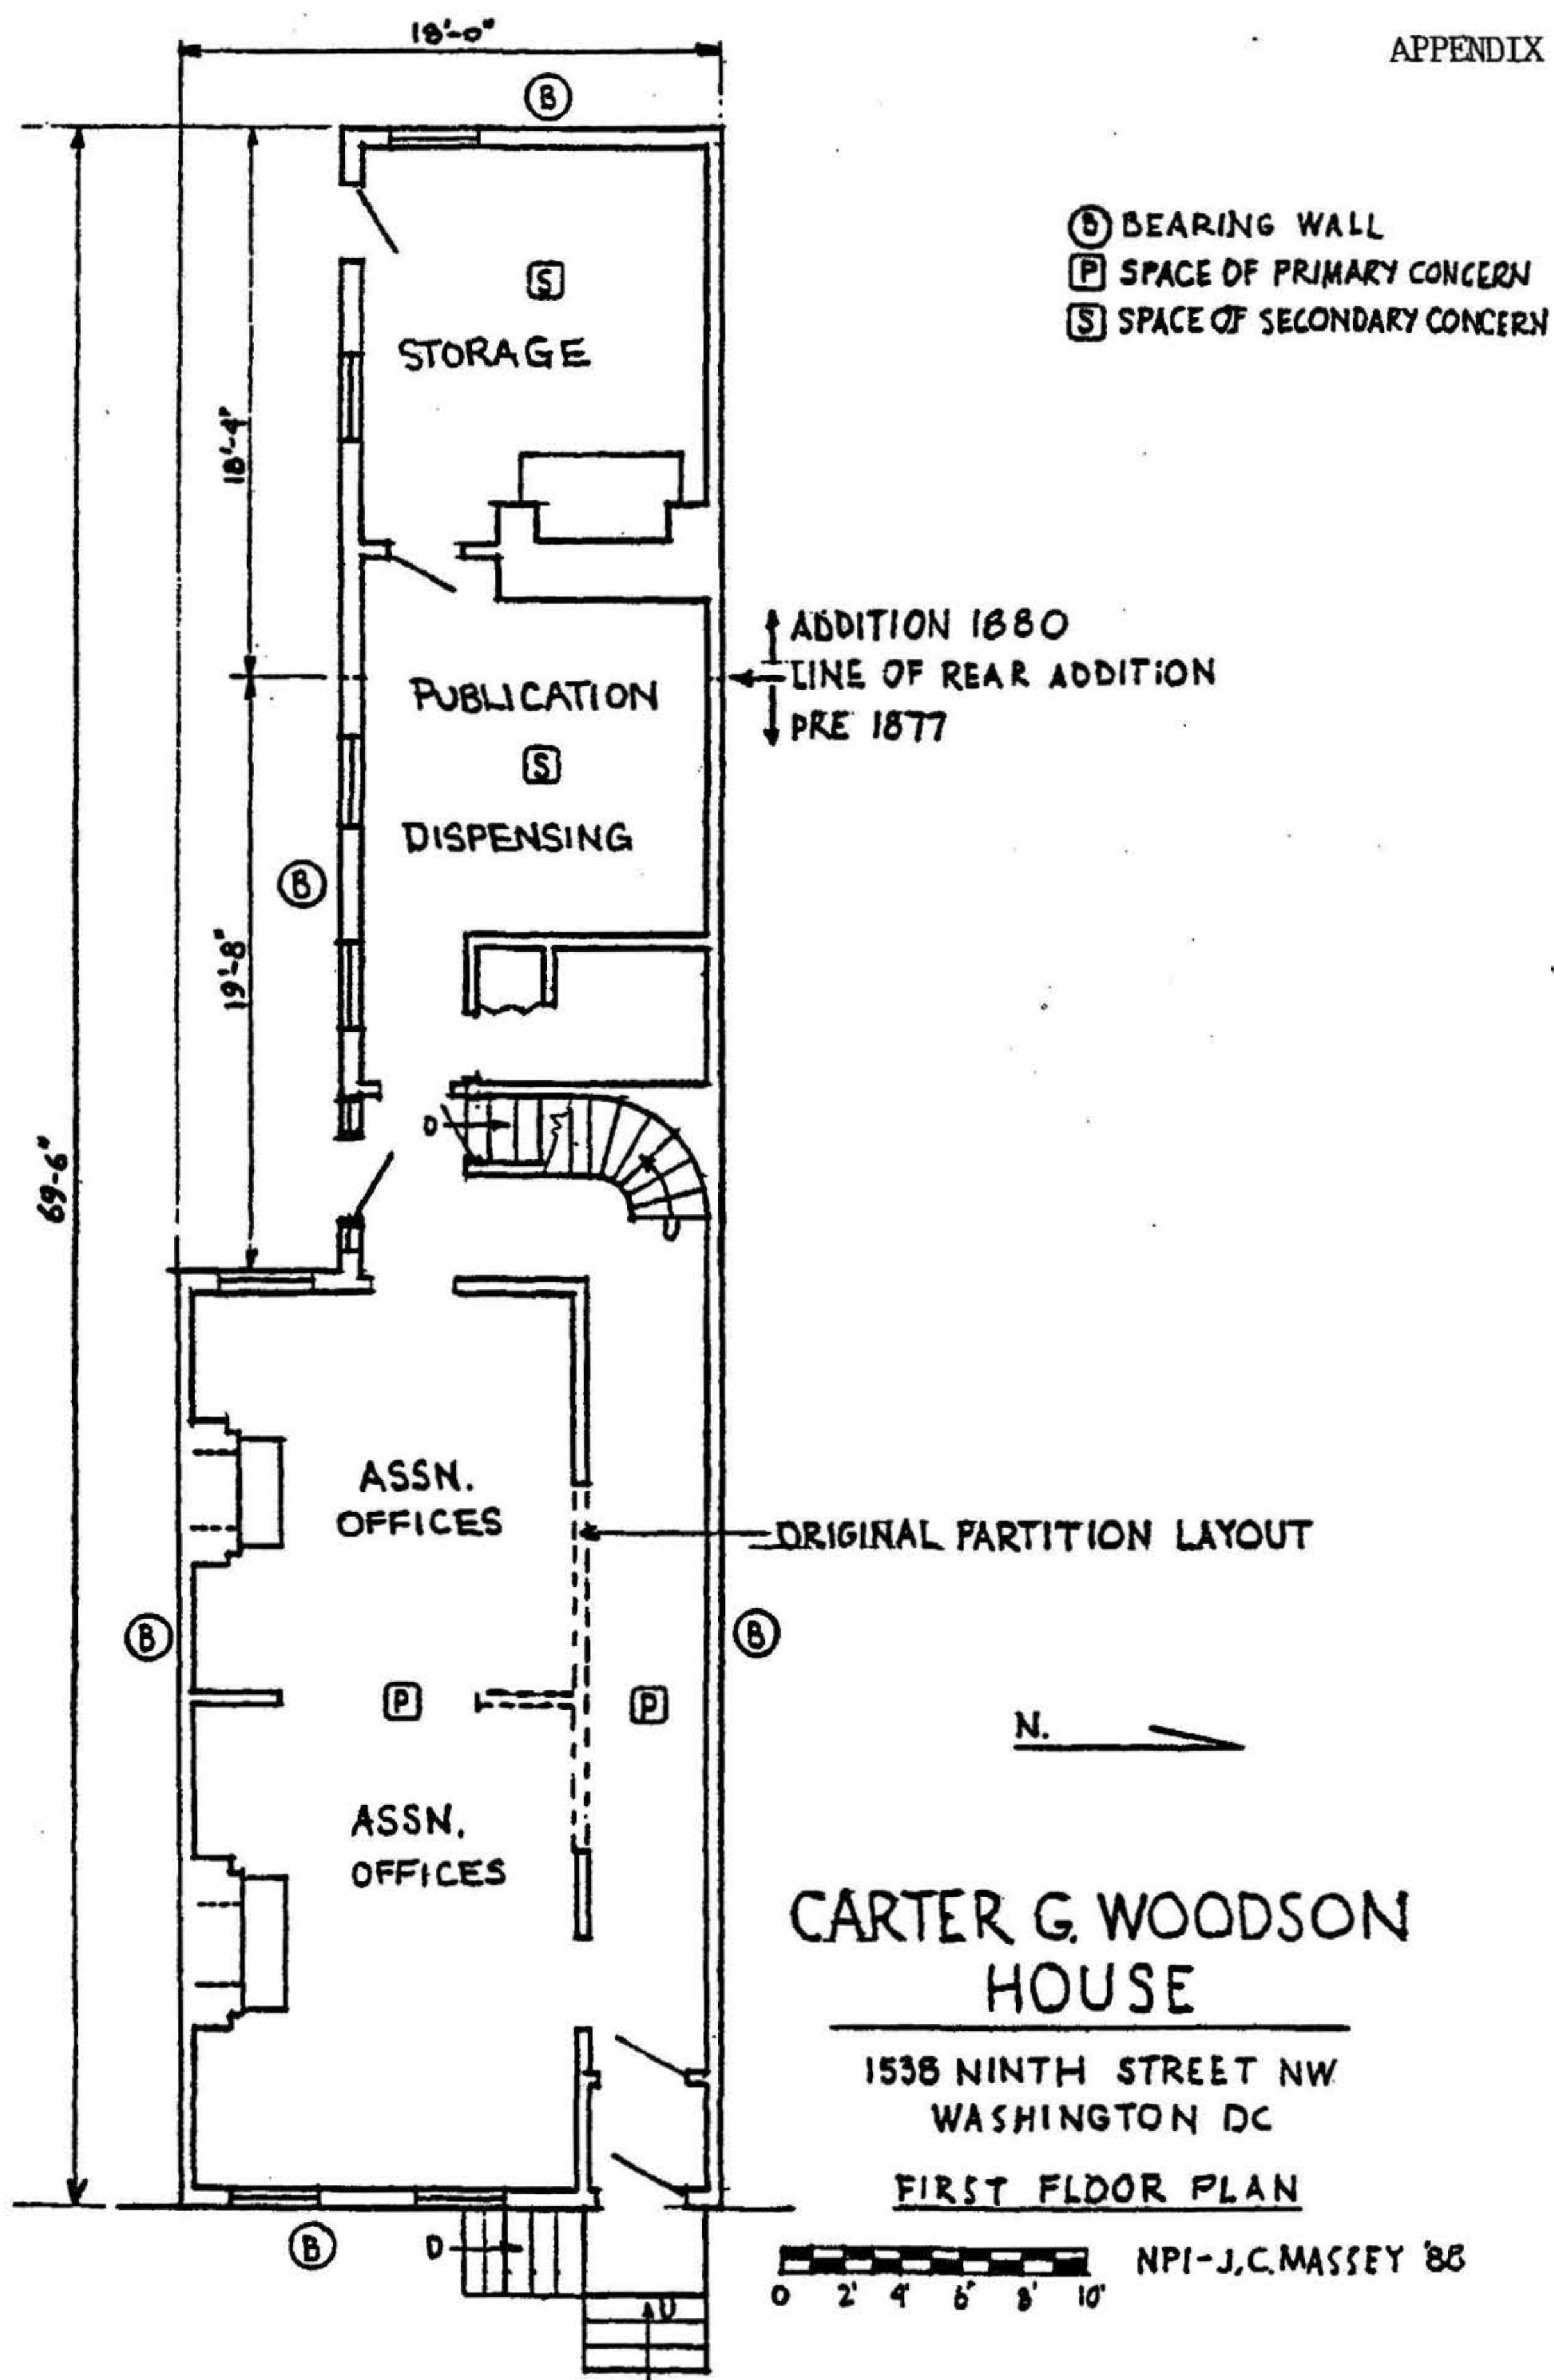 APPENDIX
18'-0"
B
B BEARING WALL
P SPACE OF PRIMARY CONCERN
S SPACE OF SECONDARY CONCERN
S
STORAGE
18'-4"
ADDITION 1880
LINE OF REAR ADDITION
PRE 1877
PUBLICATION
S
DISPENSING
B
19'-8"
D
69-6"
U
ASSN.
OFFICES
ORIGINAL PARTITION LAYOUT
B
B
P
P
N.
ASSN.
OFFICES
CARTER G. WOODSON
HOUSE
1538 NINTH STREET NW
WASHINGTON DC
FIRST FLOOR PLAN
B
D
U
NPI-J.C. MASSEY '88
0 2' 4' 6' 8' 10'